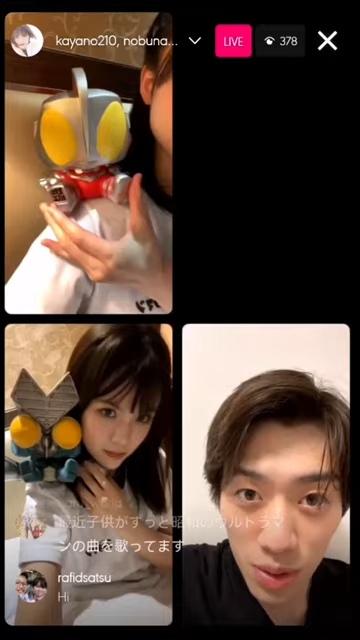 kayano210, nobuna...
LIVE
378
最近子供がずっと昭和のウルトラマ
ンの曲を歌ってます
rafidsatsu
Hi